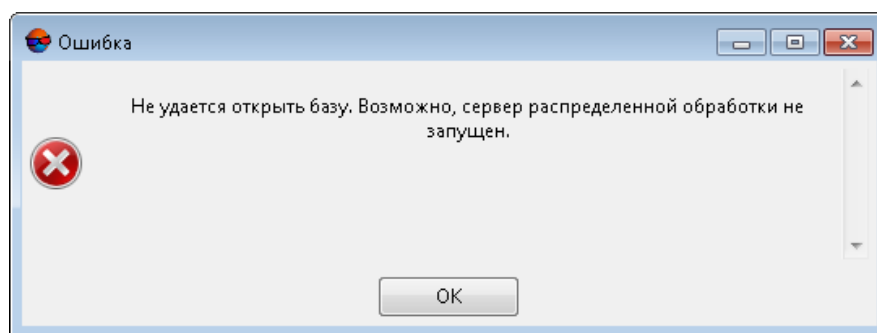 Ошибка
Не удается открыть базу. Возможно, сервер распределенной обработки не
запущен.
OK